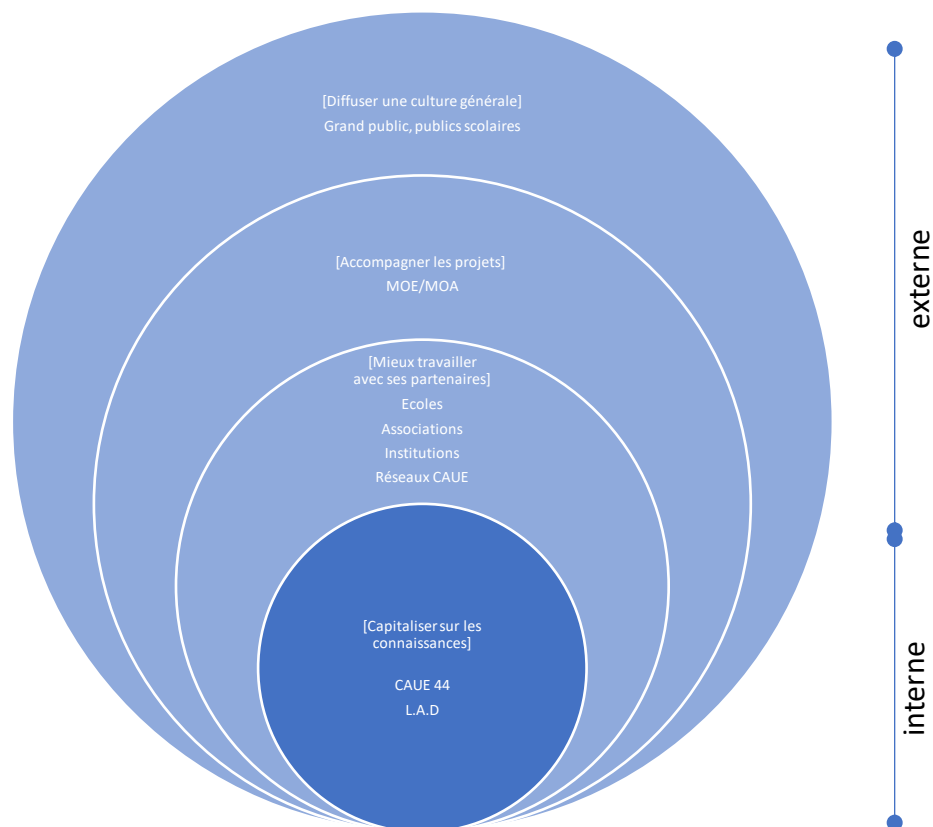 [Diffuser une culture générale]
Grand public, publics scolaires
[Accompagner les projets]
MOE/MOA
[Mieux travailler
avec ses partenaires]
Ecoles
Associations
Institutions
Réseaux CAUE
[Capitaliser sur les
connaissances]
CAUE 44
L.A.D
externe
interne